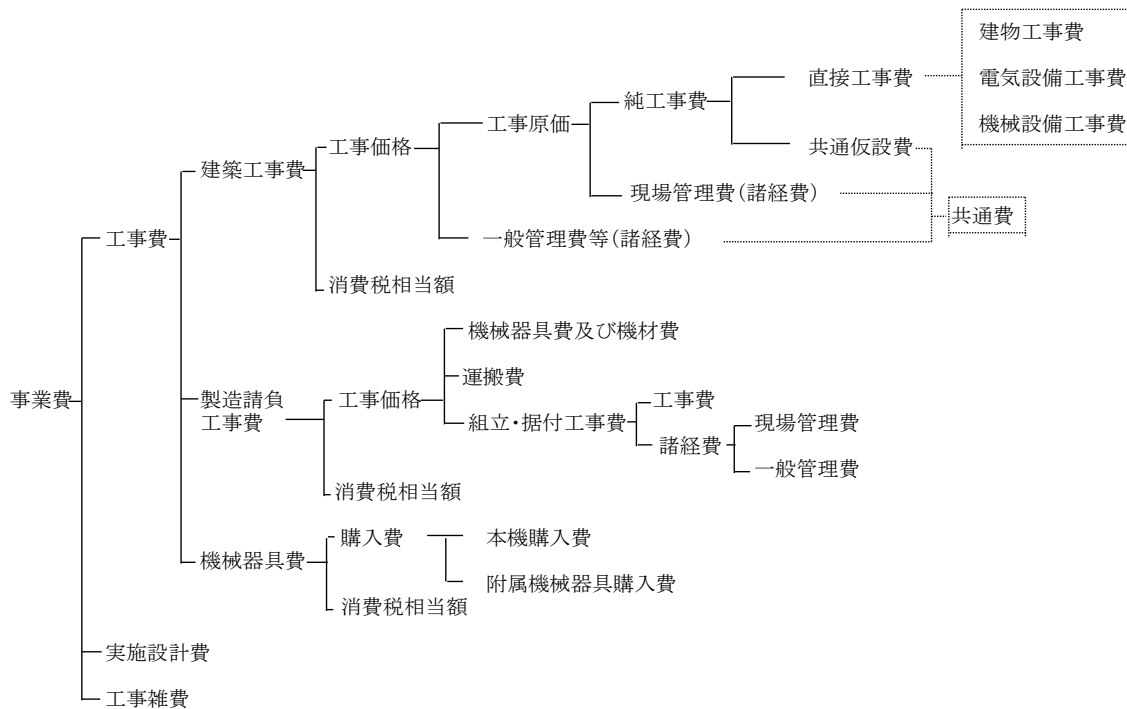 建物工事費
直接工事費
電気設備工事費
純工事費
機械設備工事費
工事原価
工事価格
共通仮設費
建築工事費
現場管理費(諸経費)
共通費
工事費
一般管理費等(諸経費)
消費税相当額
機械器具費及び機材費
運搬費
事業費
製造請負
工事費
工事価格
工事費
組立・据付工事費
現場管理費
諸経費
一般管理費
消費税相当額
購入費
本機購入費
機械器具費
附属機械器具購入費
消費税相当額
実施設計費
工事雑費